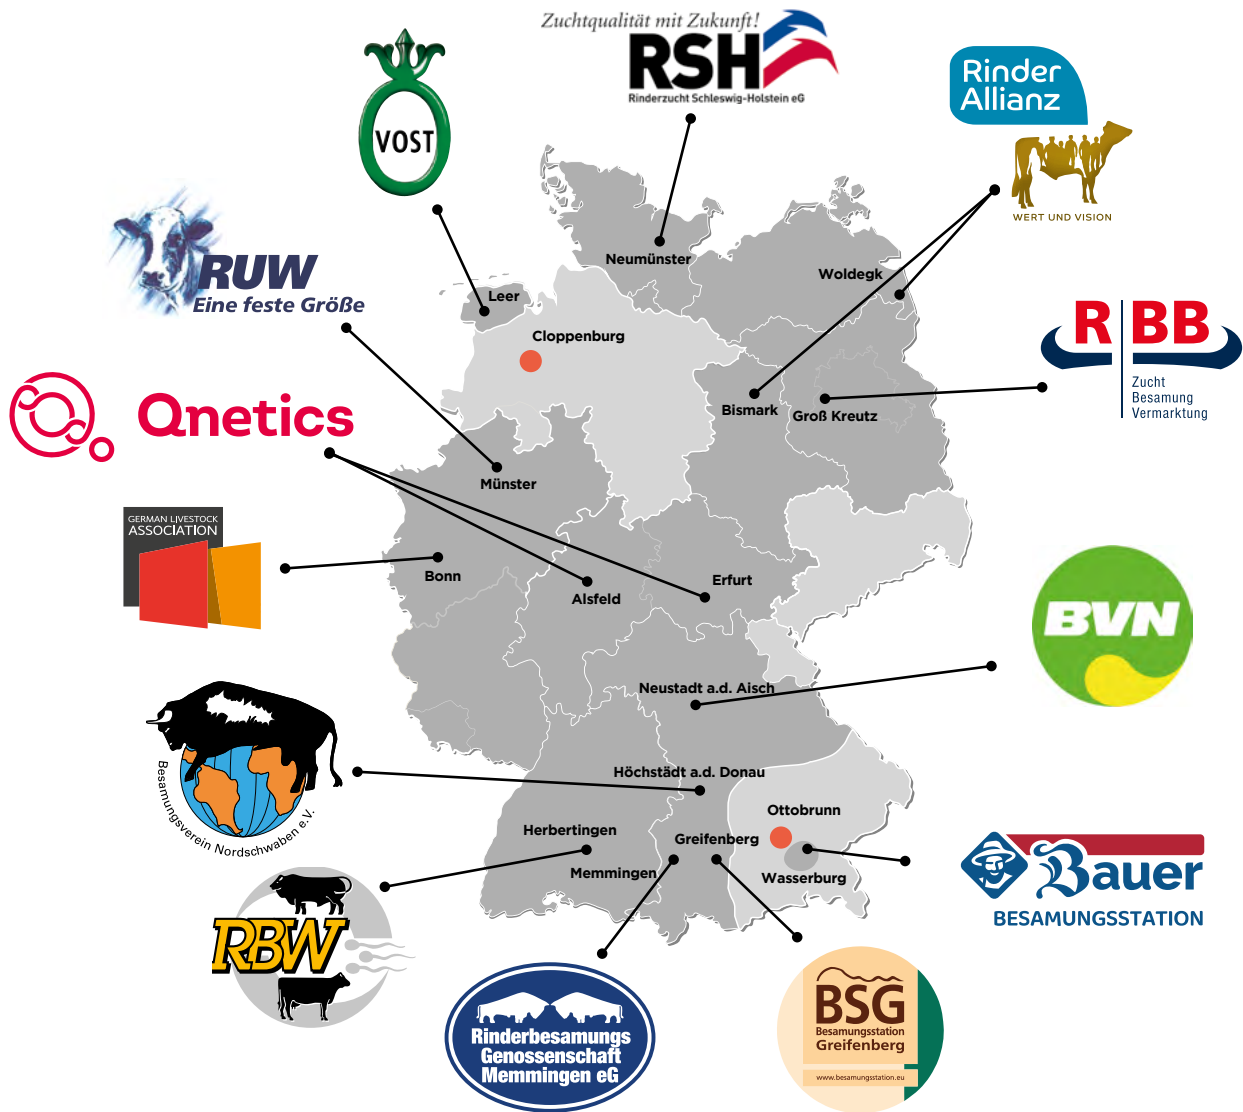 Zuchtqualität mit Zukunft!
RSH
Rinderzucht Schleswig-Holstein eG
VOST
Rinder
Allianz
WERT UND VISION
RUW
Eine feste Größe
Neumünster
Woldegk
Leer
Cloppenburg
R BB
Zucht
Besamung
Vermarktung
Qnetics
Bismark
Groß Kreutz
Münster
GERMAN LIVESTOCK
ASSOCIATION
Bonn
Alsfeld
Erfurt
BVN
Neustadt a.d. Aisch
Besamungsverein Nordschwaben e.V.
Höchstädt a.d. Donau
Ottobrunn
Herbertingen
Greifenberg
Memmingen
Wasserburg
Bauer
BESAMUNGSSTATION
RBW
Rinderbesamungs
Genossenschaft
Memmingen eG
BSG
Besamungsstation
Greifenberg
www.besamungsstation.eu